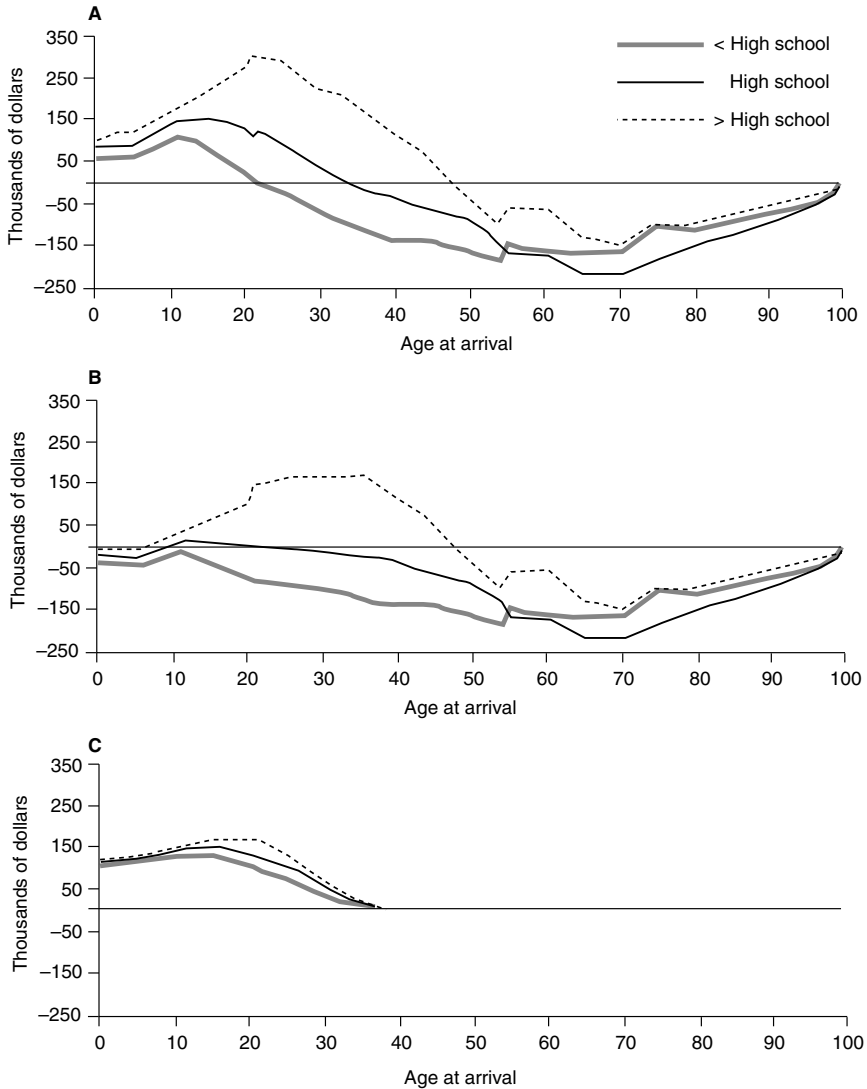 A
350
250
150
50
–50
–150
–250
Thousands of dollars
0 10 20 30 40 50 60 70 80 90 100
Age at arrival
< High school
High school
> High school
B
350
250
150
50
–50
–150
–250
Thousands of dollars
0 10 20 30 40 50 60 70 80 90 100
Age at arrival
C
350
250
150
50
–50
–150
–250
Thousands of dollars
0 10 20 30 40 50 60 70 80 90 100
Age at arrival